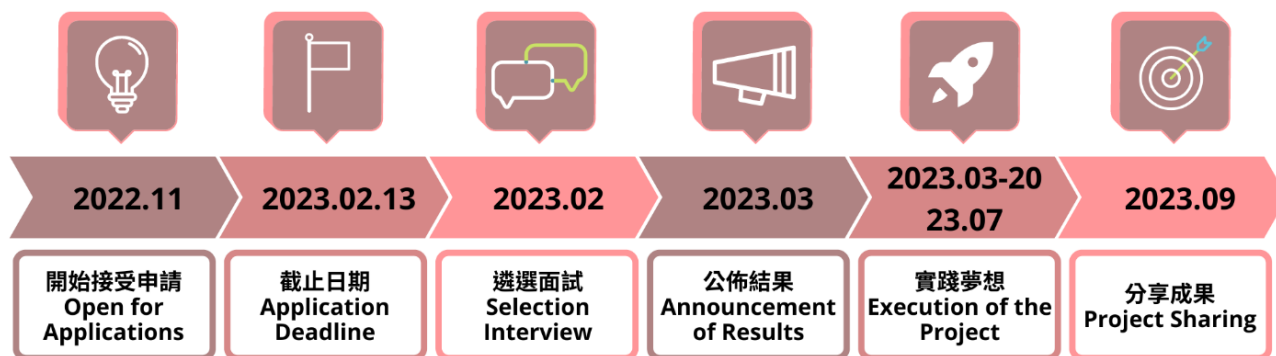 2022.11
2023.02.13
2023.02
2023.03
2023.03-20
23.07
2023.09
開始接受申請
Open for
Applications
截止日期
Application
Deadline
遴選面試
Selection
Interview
公佈結果
Announcement
of Results
實踐夢想
Execution of the
Project
分享成果
Project Sharing